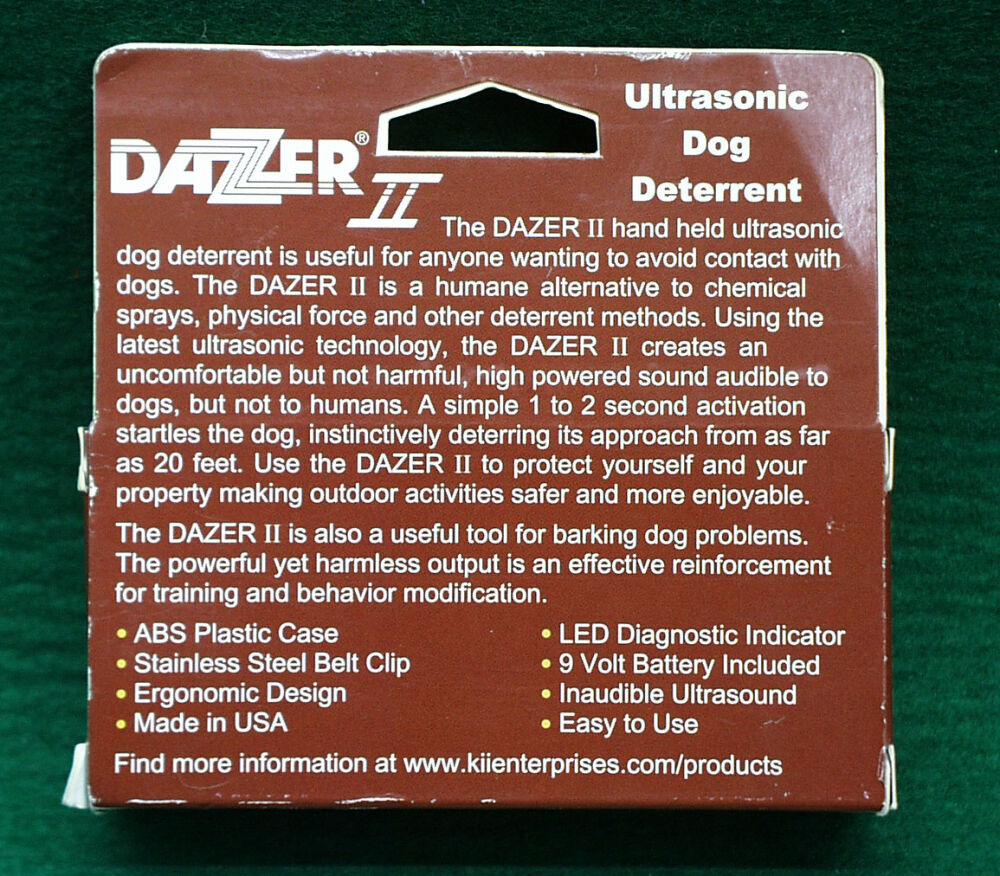 Ultrasonic
Dog
Deterrent
DAZER® II
The DAZER II hand held ultrasonic
dog deterrent is useful for anyone wanting to avoid contact with
dogs. The DAZER II is a humane alternative to chemical
sprays, physical force and other deterrent methods. Using the
latest ultrasonic technology, the DAZER II creates an
uncomfortable but not harmful, high powered sound audible to
dogs, but not to humans. A simple 1 to 2 second activation
startles the dog, instinctively deterring its approach from as far
as 20 feet. Use the DAZER II to protect yourself and your
property making outdoor activities safer and more enjoyable.
The DAZER II is also a useful tool for barking dog problems.
The powerful yet harmless output is an effective reinforcement
for training and behavior modification.
• ABS Plastic Case
• Stainless Steel Belt Clip
• Ergonomic Design
• Made in USA
• LED Diagnostic Indicator
• 9 Volt Battery Included
• Inaudible Ultrasound
• Easy to Use
Find more information at www.kiienterprises.com/products